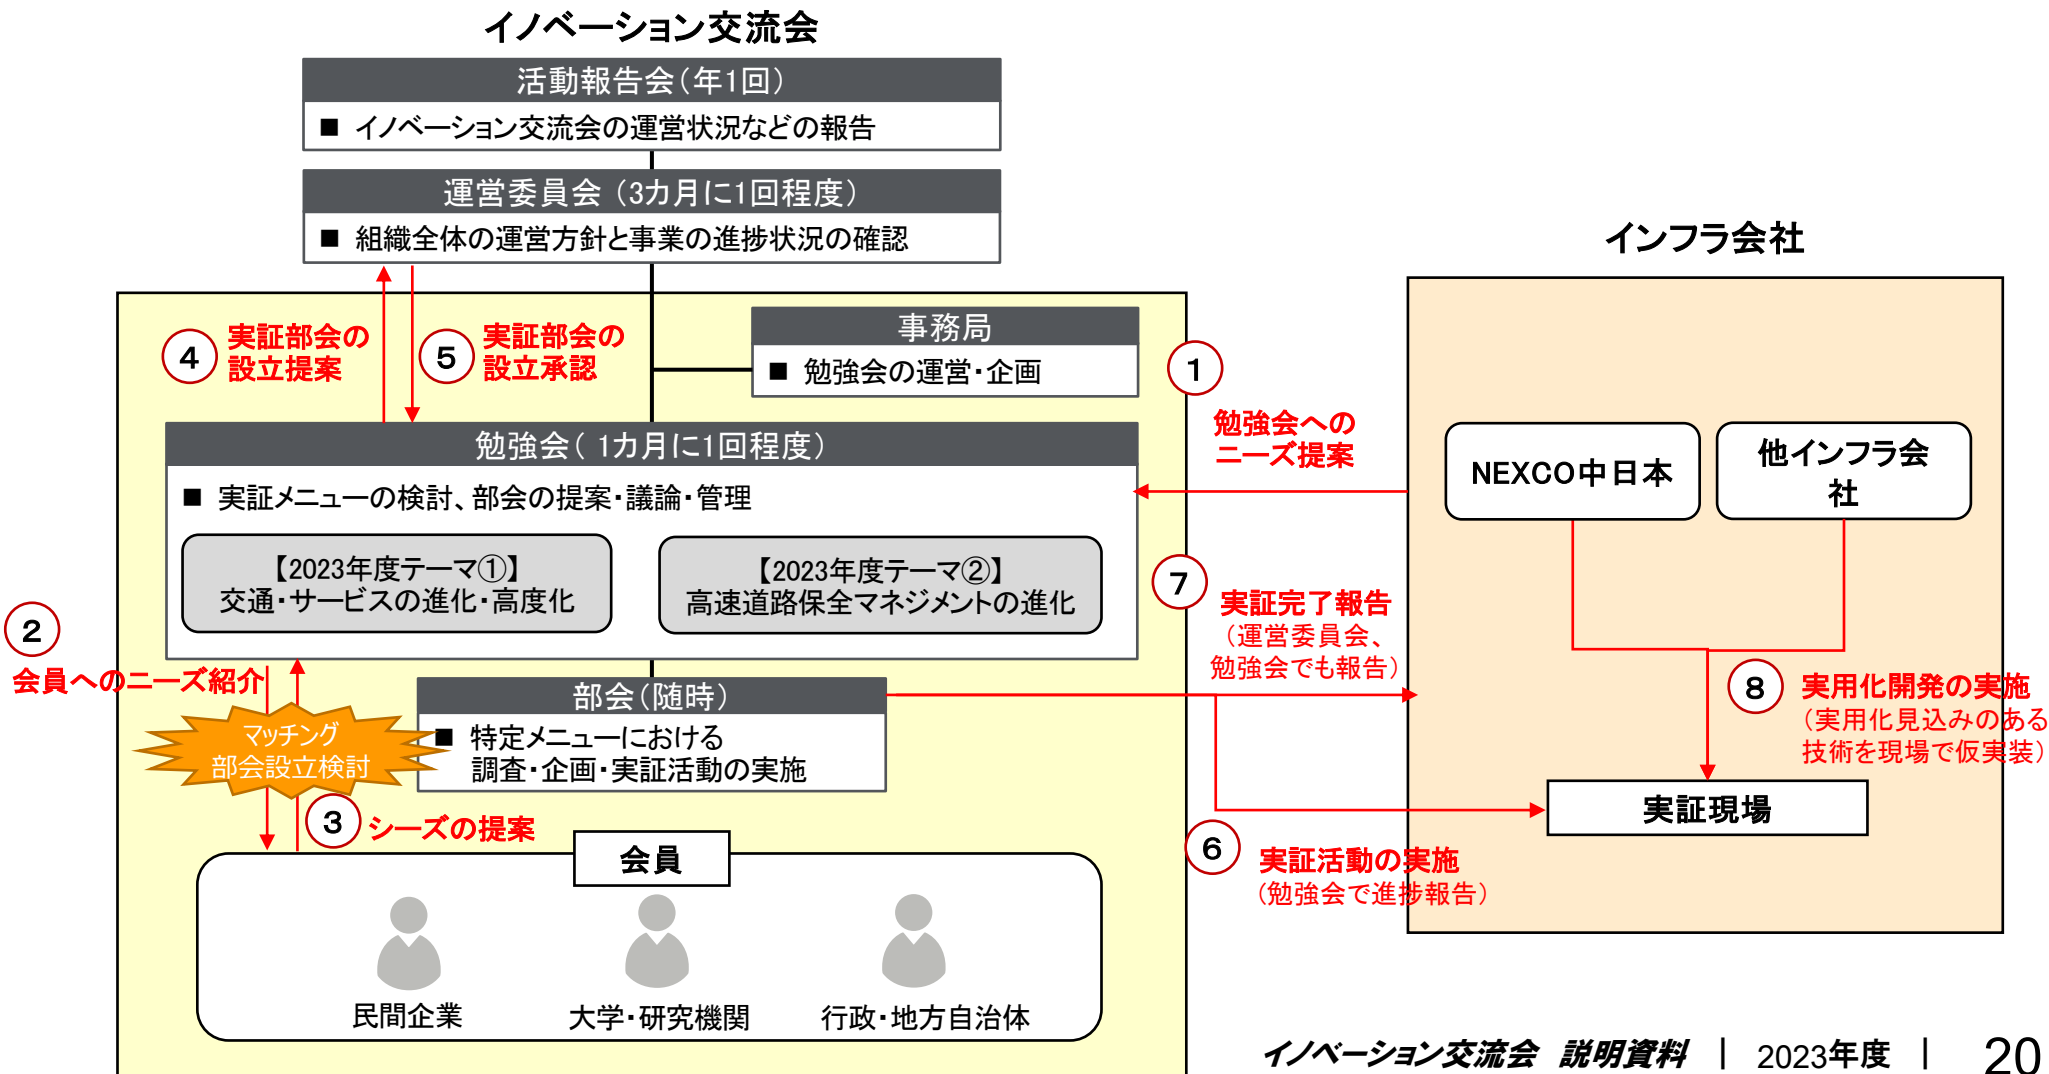 イノベーション交流会
活動報告会（年1回）
■ イノベーション交流会の運営状況などの報告
運営委員会（3カ月に1回程度）
■ 組織全体の運営方針と事業の進捗状況の確認
インフラ会社
④ 実証部会の
設立提案
⑤ 実証部会の
設立承認
事務局
■ 勉強会の運営・企画
①
勉強会への
ニーズ提案
勉強会（ 1カ月に1回程度）
■ 実証メニューの検討、部会の提案・議論・管理
【2023年度テーマ①】
交通・サービスの進化・高度化
【2023年度テーマ②】
高速道路保全マネジメントの進化
NEXCO中日本
他インフラ会
社
②
会員へのニーズ紹介
⑦
実証完了報告
（運営委員会、
勉強会でも報告）
マッチング
部会設立検討
部会（随時）
■ 特定メニューにおける
調査・企画・実証活動の実施
⑧ 実用化開発の実施
（実用化見込みのある
技術を現場で仮実装）
実証現場
③ シーズの提案
⑥ 実証活動の実施
（勉強会で進捗報告）
会員
民間企業
大学・研究機関
行政・地方自治体
イノベーション交流会 説明資料 | 2023年度 | 20